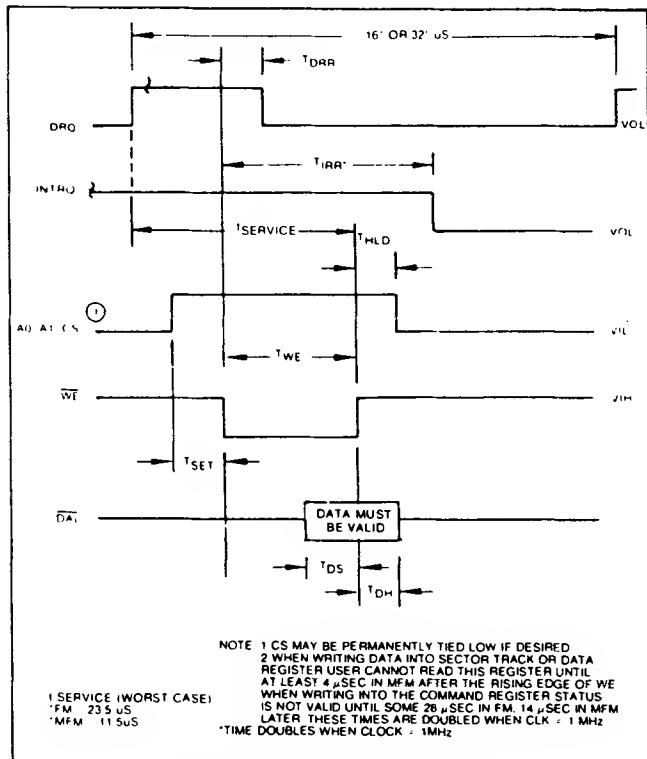 16* OR 32* uS
TDRR
DRQ
VOL
TIRR*
INTRQ
VOL
TSERVICE
THLD
1
A0 A1 CS
VIL
TWE
WE
VIH
TSET
DAL
DATA MUST
BE VALID
TDS
TDH
NOTE 1 CS MAY BE PERMANENTLY TIED LOW IF DESIRED
2 WHEN WRITING DATA INTO SECTOR TRACK OR DATA
REGISTER USER CANNOT READ THIS REGISTER UNTIL
AT LEAST 4 µSEC IN MFM AFTER THE RISING EDGE OF WE
WHEN WRITING INTO THE COMMAND REGISTER STATUS
IS NOT VALID UNTIL SOME 28 µSEC IN FM, 14 µSEC IN MFM
LATER THESE TIMES ARE DOUBLED WHEN CLK = 1 MHz
*TIME DOUBLES WHEN CLOCK = 1MHz
T SERVICE (WORST CASE)
*FM 23.5 uS
*MFM 11.5uS